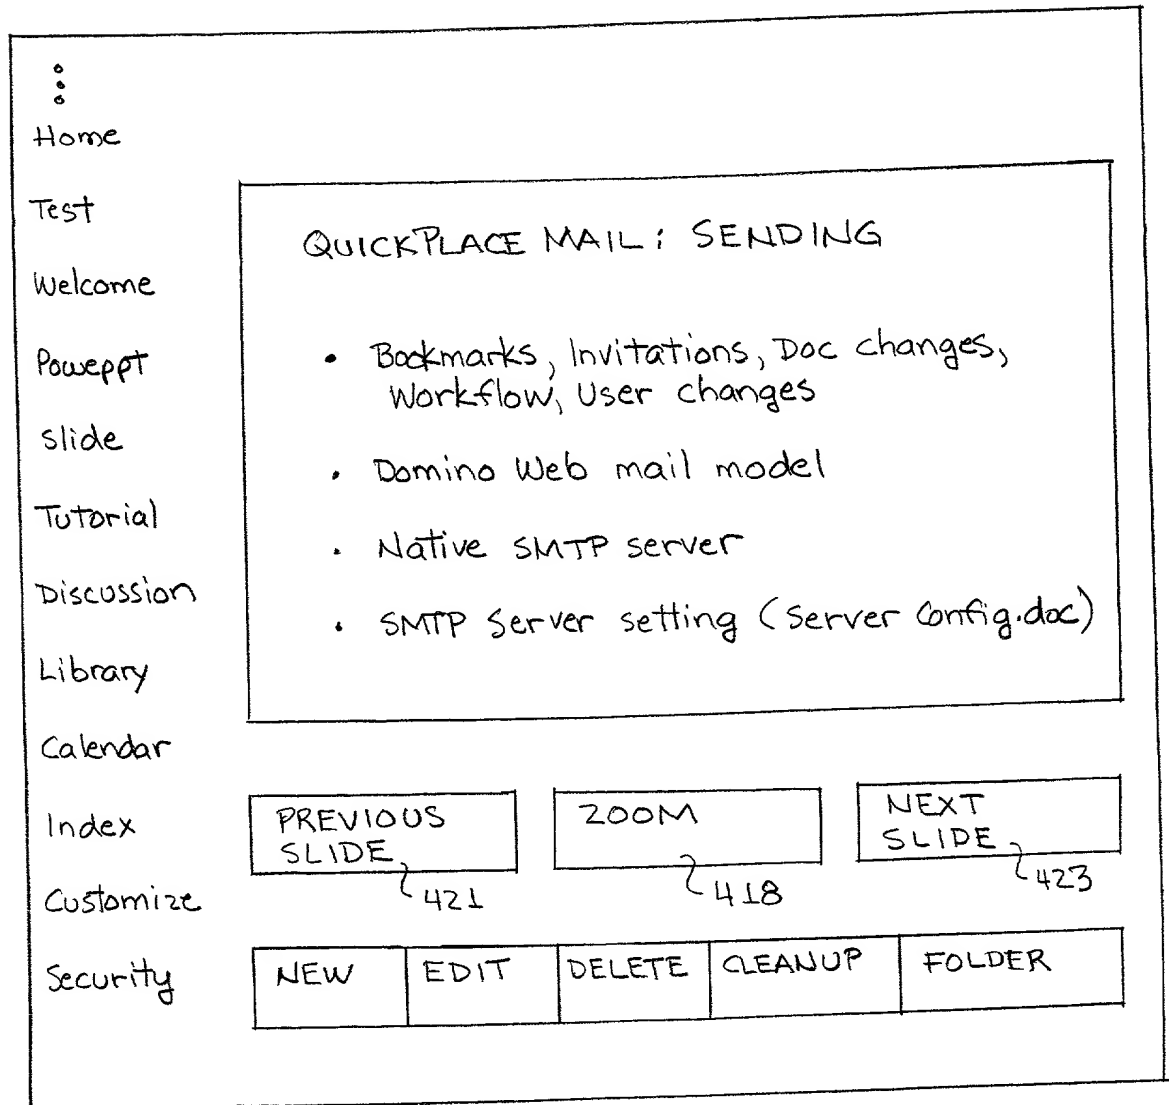 Home
Test
Welcome
Poweppt
Slide
Tutorial
Discussion
Library
Calendar
Index
Customize
Security
QUICKPLACE MAIL: SENDING
• Bookmarks, Invitations, Doc changes,
Workflow, User changes
• Domino Web mail model
• Native SMTP server
• SMTP Server setting (Server Config.doc)
PREVIOUS
SLIDE
421
ZOOM
418
NEXT
SLIDE
423
NEW EDIT DELETE CLEANUP FOLDER